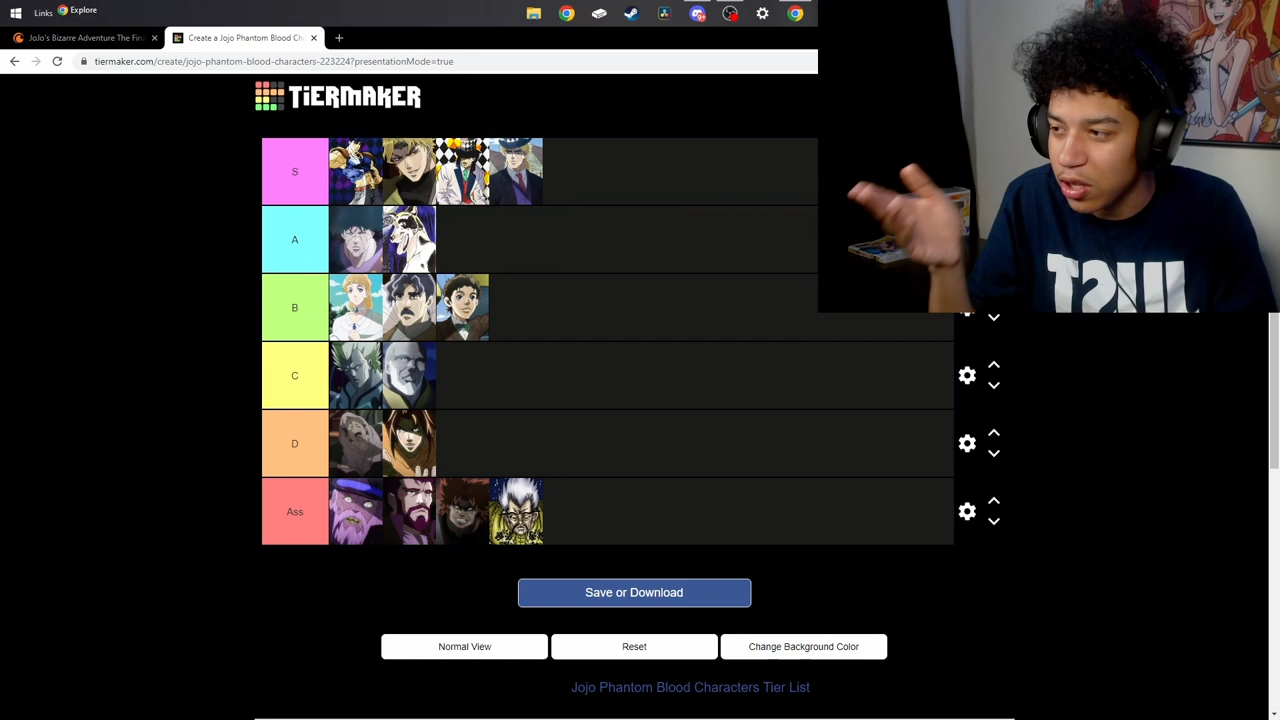 Links Explore
JoJo's Bizarre Adventure The Fina
Create a Jojo Phantom Blood Ch
tiermaker.com/create/jojo-phantom-blood-characters-223224?presentationMode=true
TiERMAKER
S
A
B
C
D
Ass
Save or Download
Normal View Reset Change Background Color
Jojo Phantom Blood Characters Tier List